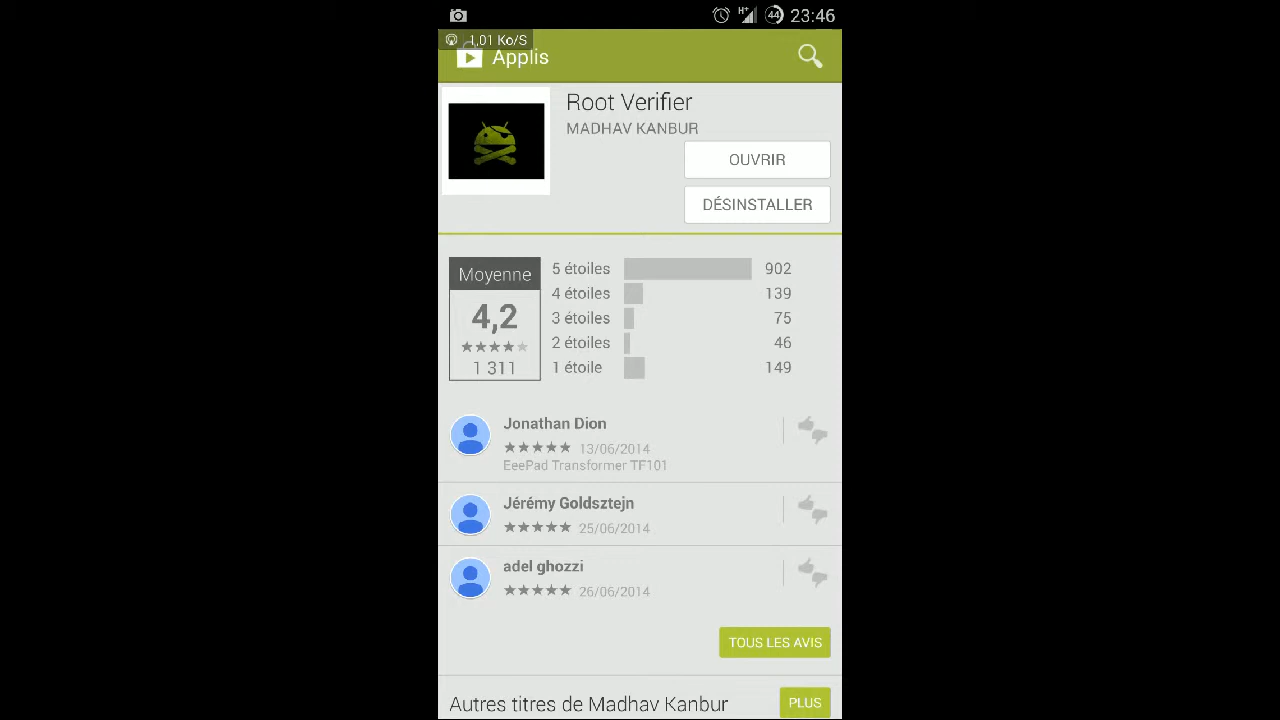 H+ 44 23:46
1,01 Ko/S
Applis
Root Verifier
MADHAV KANBUR
OUVRIR
DÉSINSTALLER
Moyenne
4,2
1 311
5 étoiles 902
4 étoiles 139
3 étoiles 75
2 étoiles 46
1 étoile 149
Jonathan Dion
13/06/2014
EeePad Transformer TF101
Jérémy Goldsztejn
25/06/2014
adel ghozzi
26/06/2014
TOUS LES AVIS
Autres titres de Madhav Kanbur PLUS